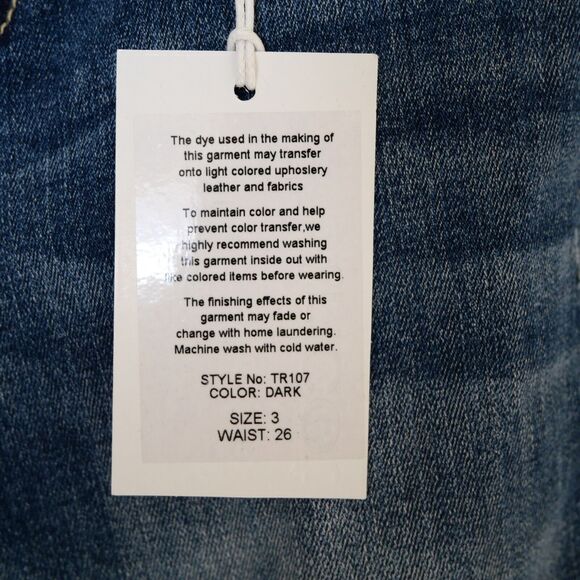 The dye used in the making of
this garment may transfer
onto light colored uphoslery
leather and fabrics
To maintain color and help
prevent color transfer,we
highly recommend washing
this garment inside out with
like colored items before wearing.
The finishing effects of this
garment may fade or
change with home laundering.
Machine wash with cold water.
STYLE No: TR107
COLOR: DARK
SIZE: 3
WAIST: 26